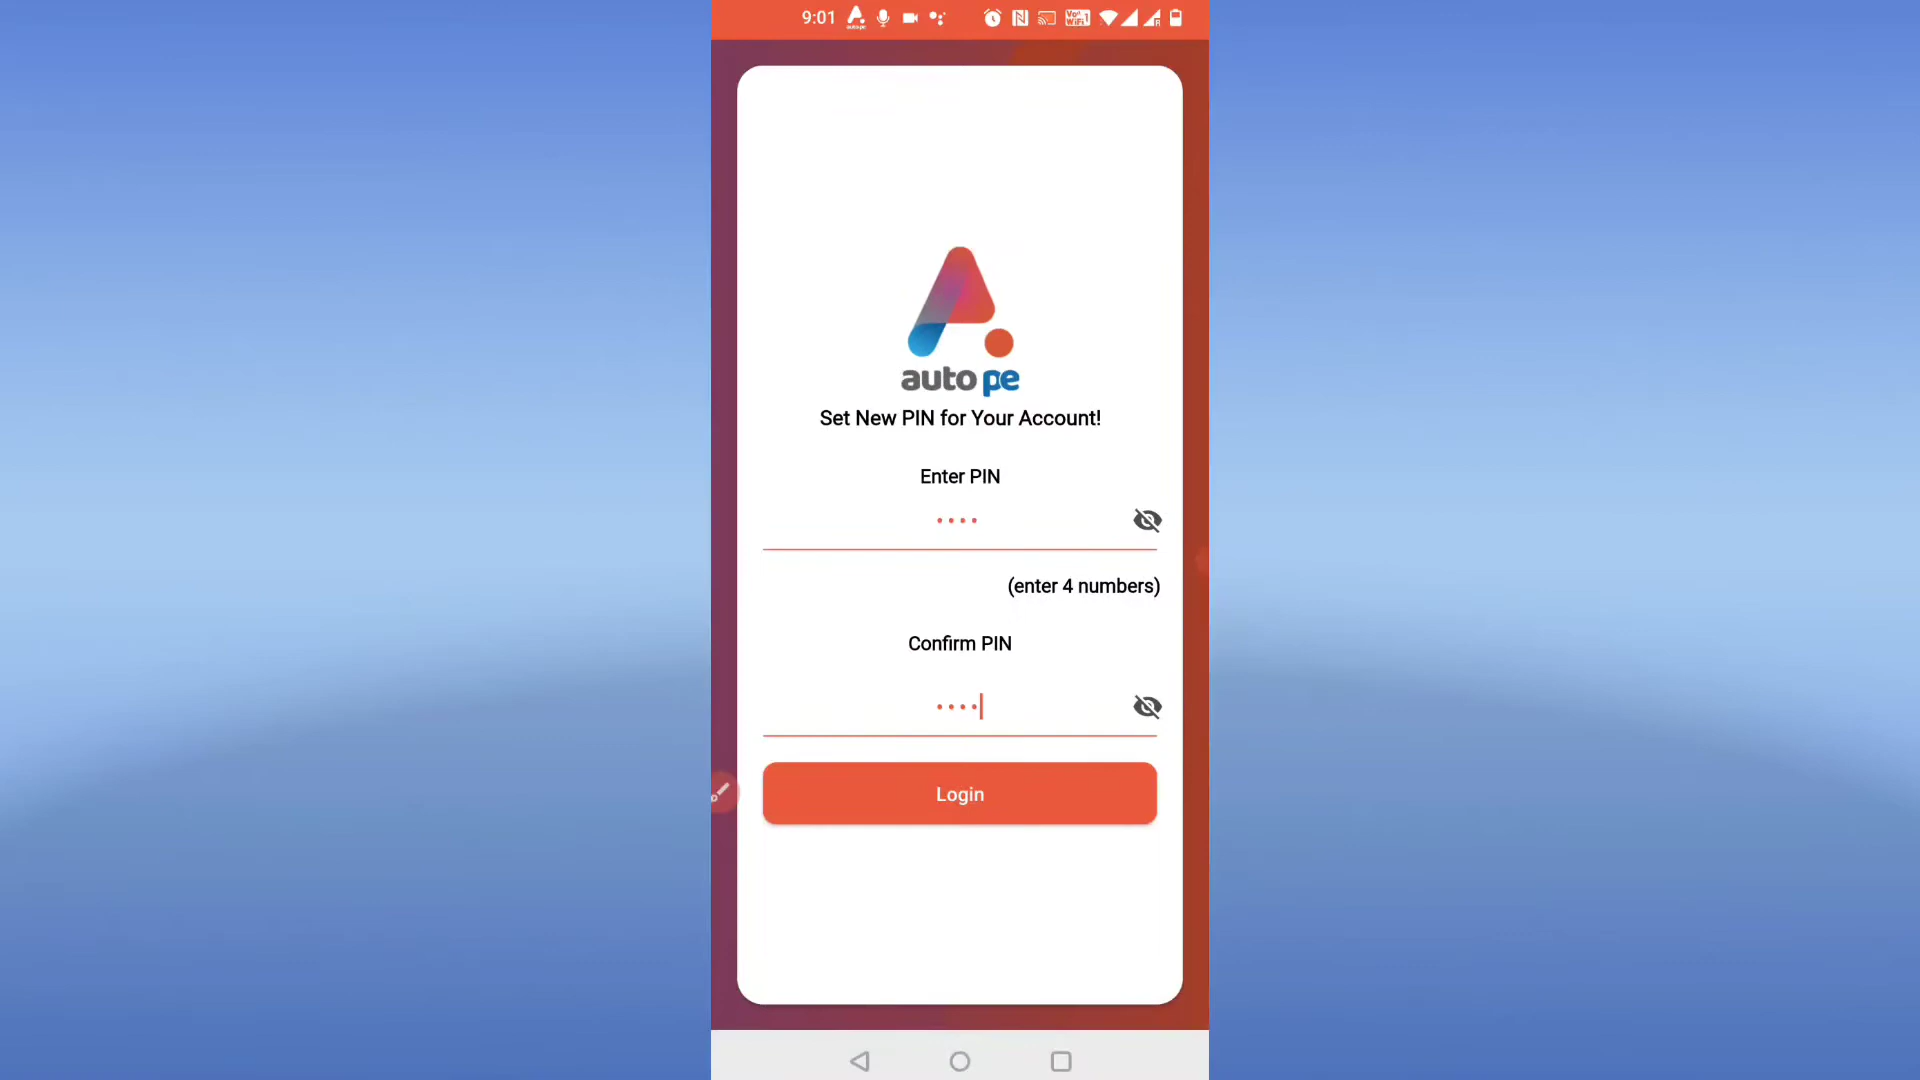 9:01
auto pe
Set New PIN for Your Account!
Enter PIN
(enter 4 numbers)
Confirm PIN
Login